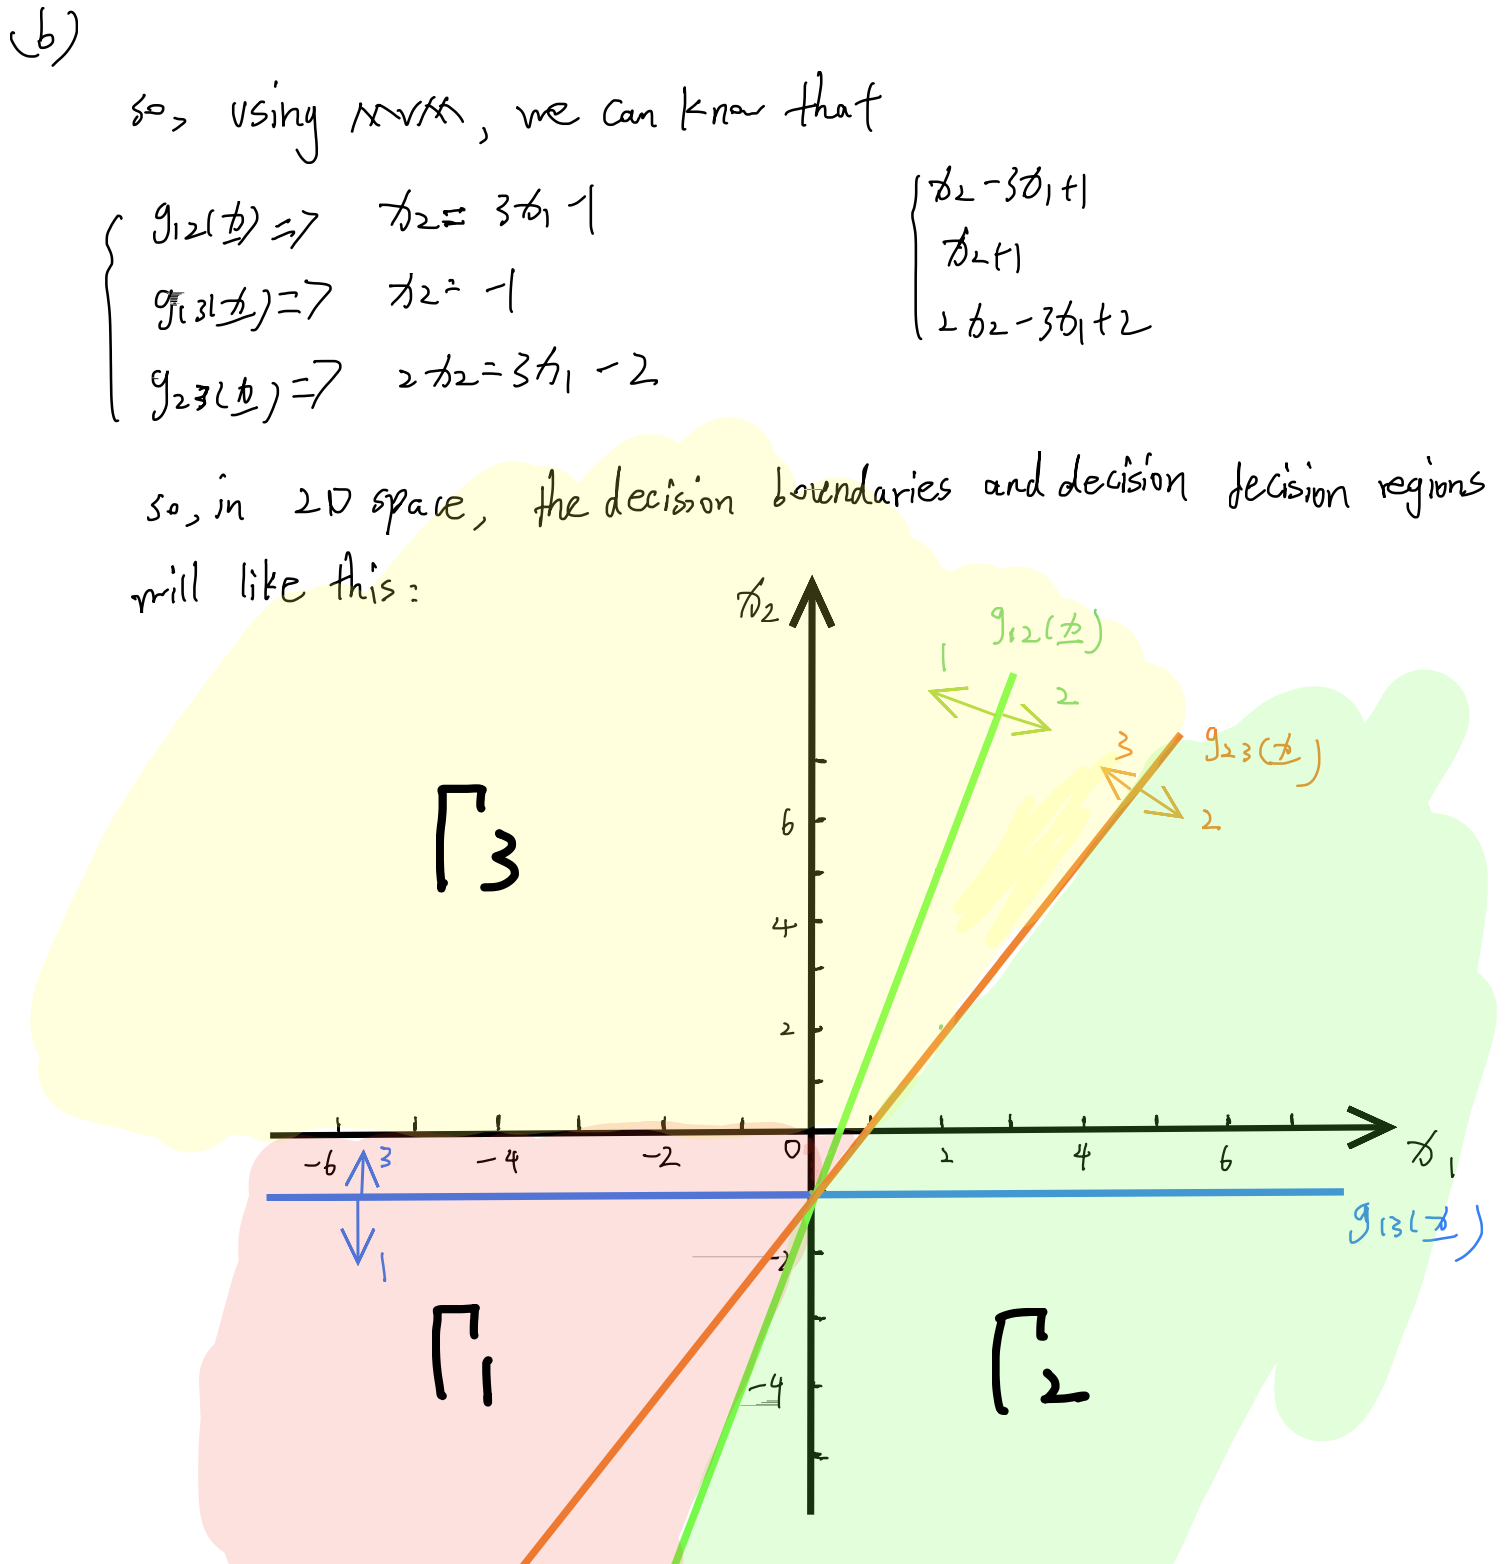 (b)
so, using MVM, we can know that
g12(x) => x2 = 3x1 - 1
g13(x) => x2 = -1
g23(x) => 2x2 = 3x1 - 2
x2 - 3x1 + 1
x2 + 1
2x2 - 3x1 + 2
so, in 2D space, the decision boundaries and decision decision regions
will like this:
x2
g12(x)
1
2
3
g23(x)
2
Γ3
6
4
2
-6
-4
-2
0
2
4
6
x1
3
1
g13(x)
-2
Γ1
Γ2
-4